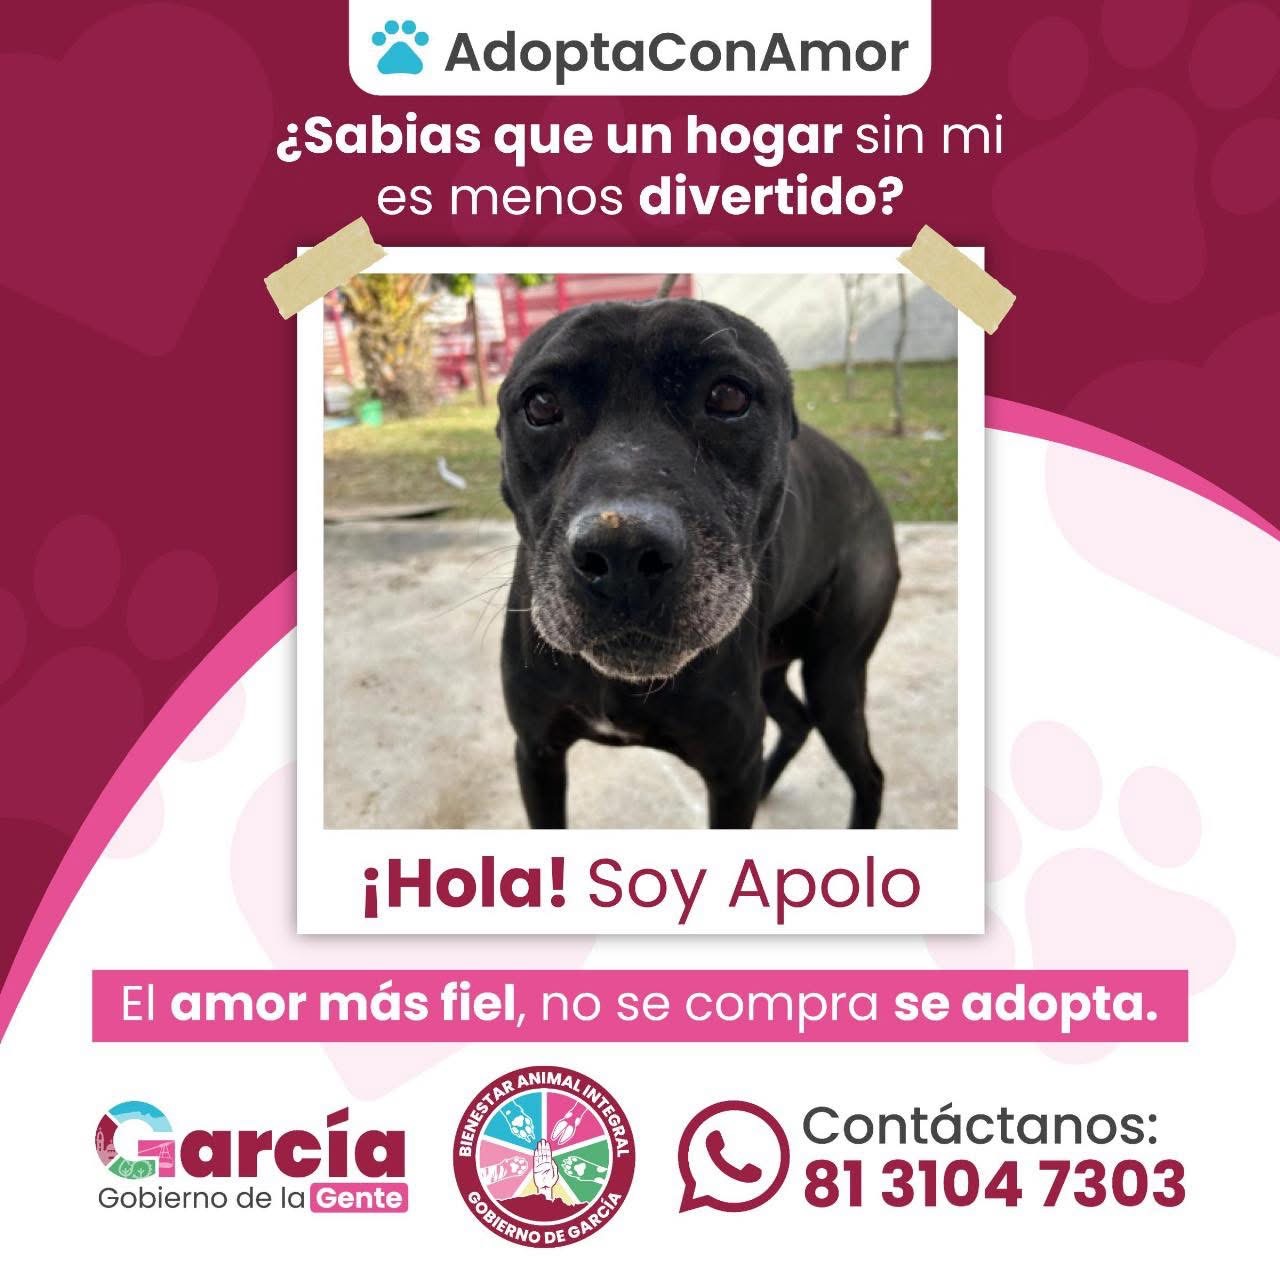 AdoptaConAmor
¿Sabias que un hogar sin mi
es menos divertido?
¡Hola! Soy Apolo
El amor más fiel, no se compra se adopta.
García
Gobierno de la Gente
BIENESTAR ANIMAL INTEGRAL
GOBIERNO DE GARCÍA
Contáctanos:
81 3104 7303